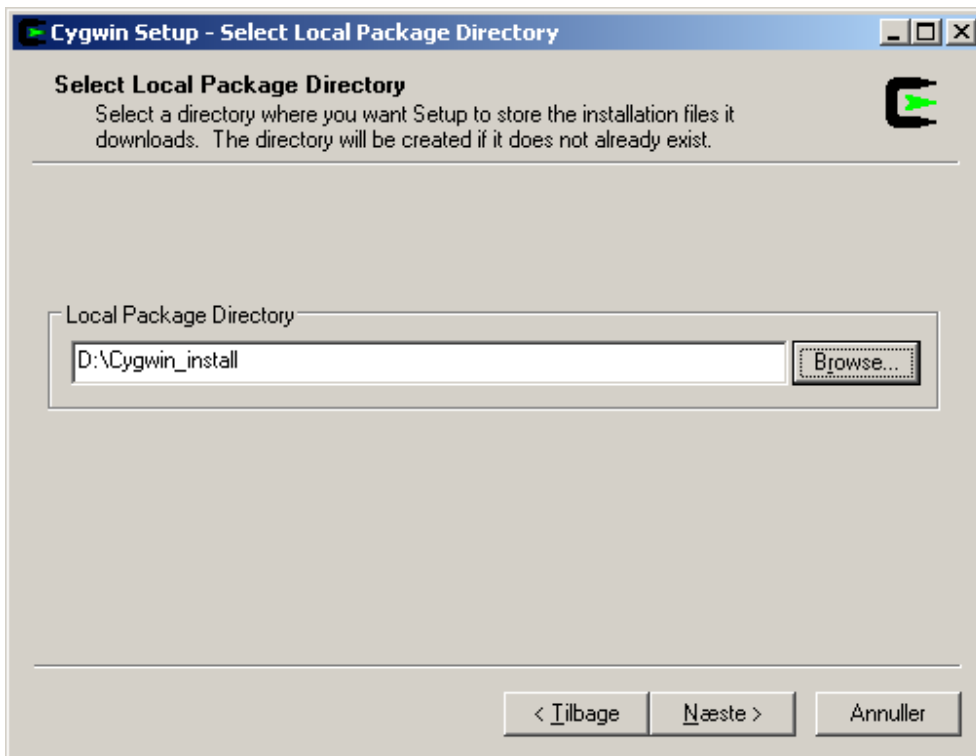 Cygwin Setup - Select Local Package Directory
Select Local Package Directory
Select a directory where you want Setup to store the installation files it
downloads. The directory will be created if it does not already exist.
Local Package Directory
D:\Cygwin_install
Browse...
< Tilbage
Næste >
Annuller